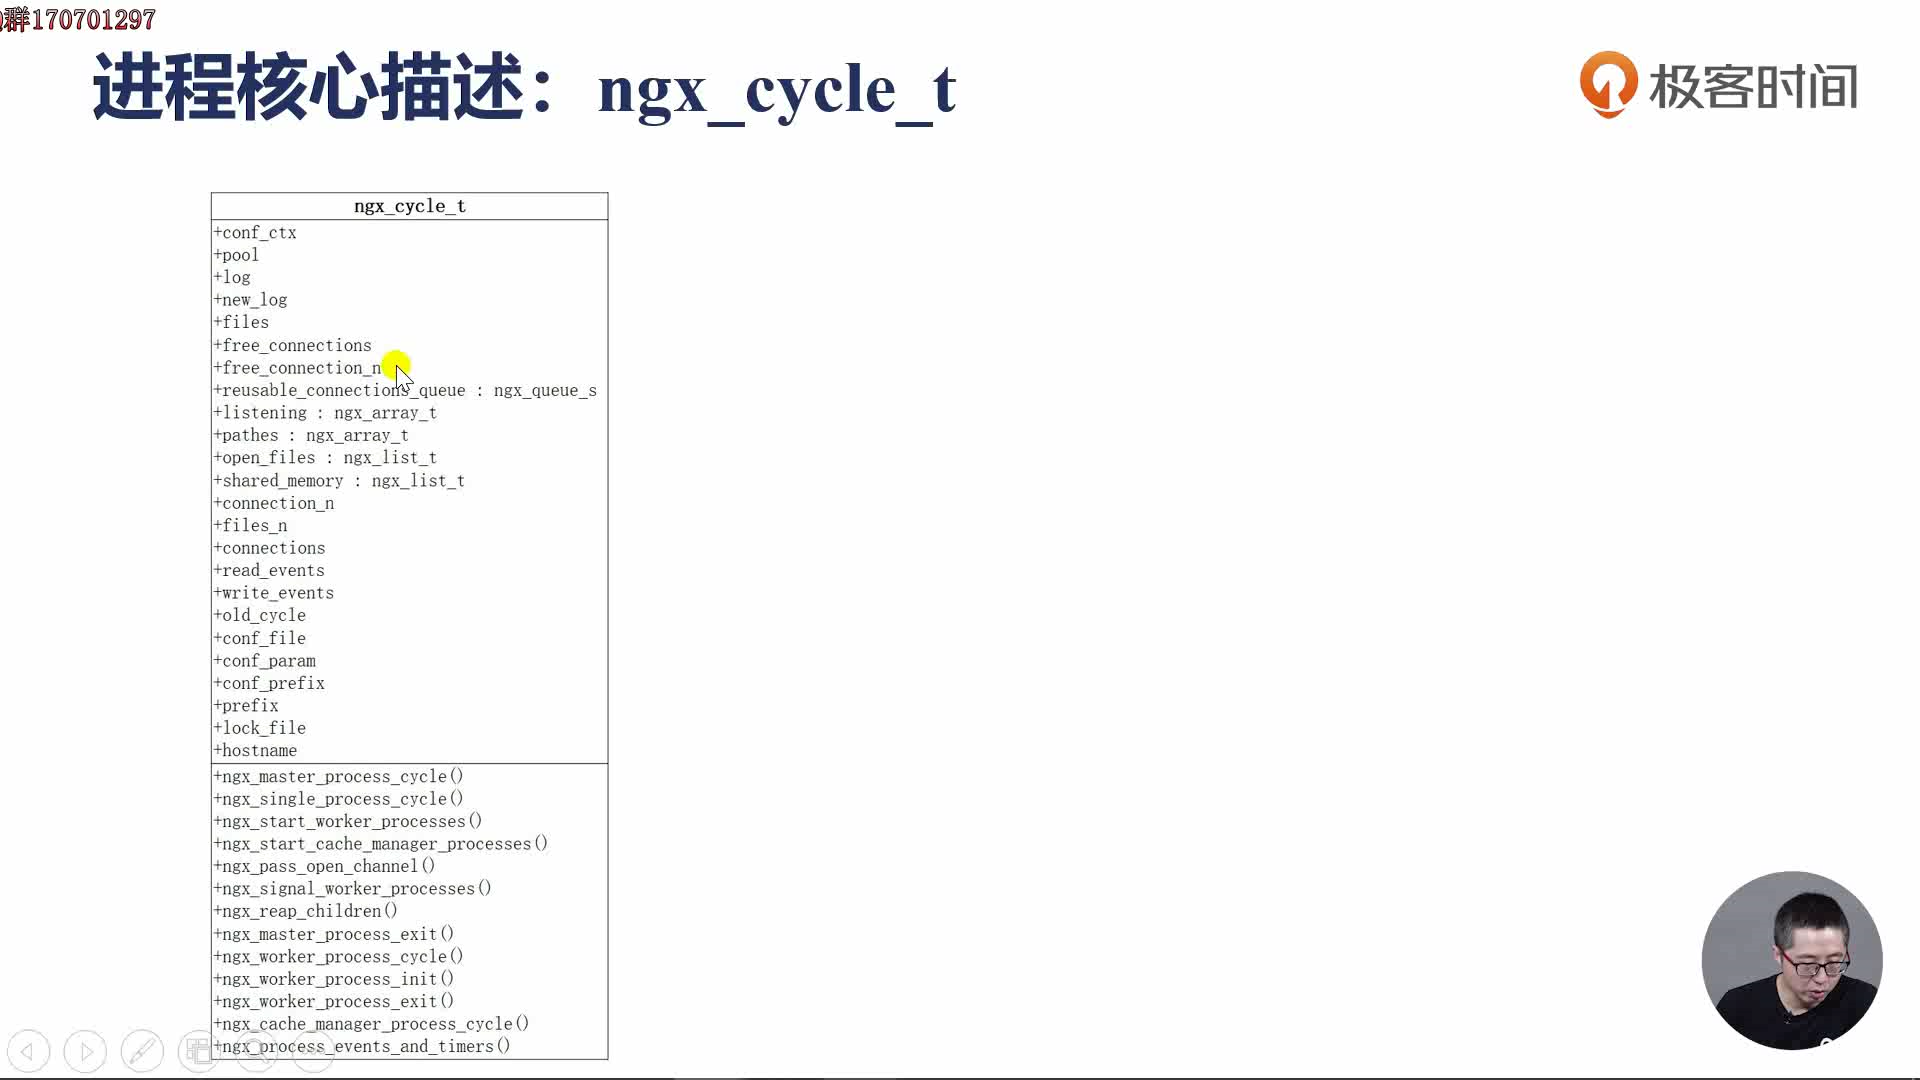 群170701297
进程核心描述：ngx_cycle_t
极客时间
ngx_cycle_t
+conf_ctx
+pool
+log
+new_log
+files
+free_connections
+free_connection_n
+reusable_connections_queue : ngx_queue_s
+listening : ngx_array_t
+pathes : ngx_array_t
+open_files : ngx_list_t
+shared_memory : ngx_list_t
+connection_n
+files_n
+connections
+read_events
+write_events
+old_cycle
+conf_file
+conf_param
+conf_prefix
+prefix
+lock_file
+hostname
+ngx_master_process_cycle()
+ngx_single_process_cycle()
+ngx_start_worker_processes()
+ngx_start_cache_manager_processes()
+ngx_pass_open_channel()
+ngx_signal_worker_processes()
+ngx_reap_children()
+ngx_master_process_exit()
+ngx_worker_process_cycle()
+ngx_worker_process_init()
+ngx_worker_process_exit()
+ngx_cache_manager_process_cycle()
+ngx_process_events_and_timers()